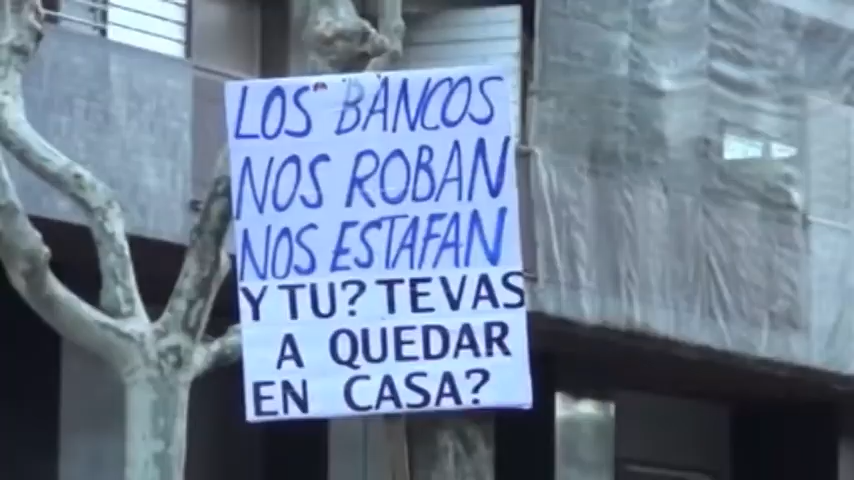 LOS BANCOS
NOS ROBAN
NOS ESTAFAN
Y TU? TEVAS
A QUEDAR
EN CASA?